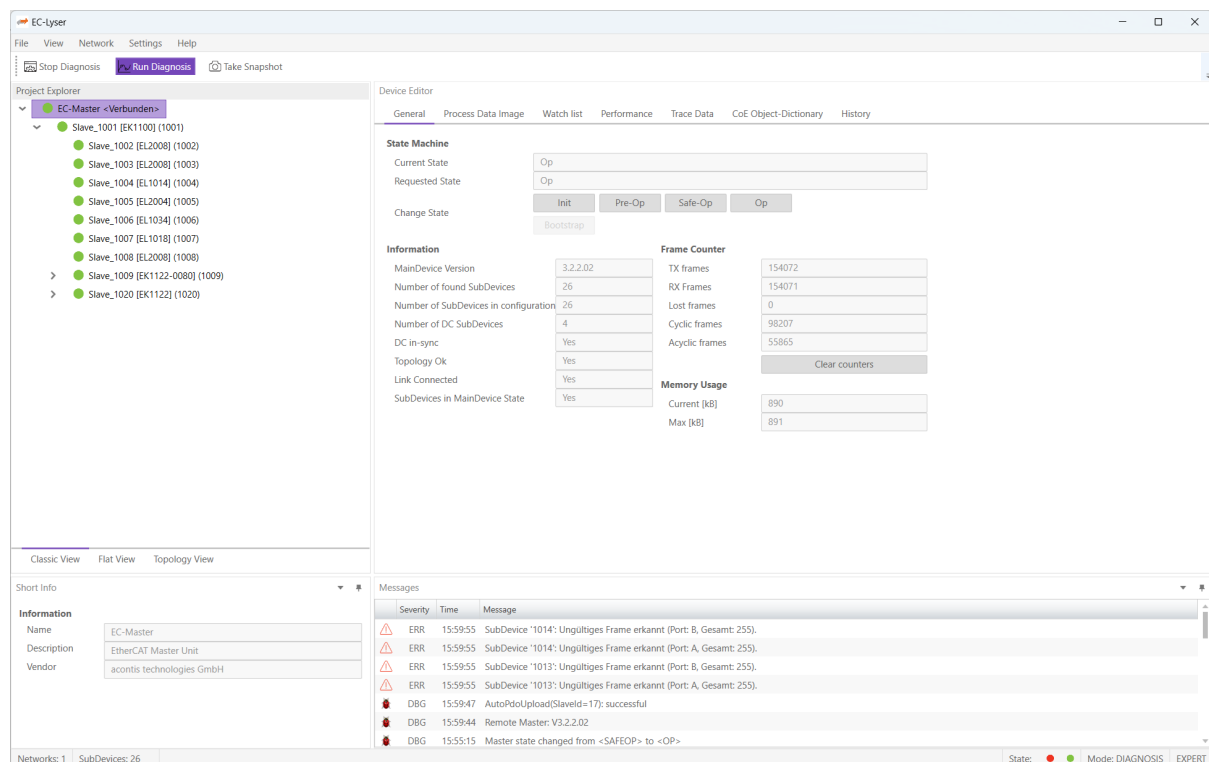 EC-Lyser
File View Network Settings Help
Stop Diagnosis Run Diagnosis Take Snapshot
Project Explorer
EC-Master <Verbunden>
Slave_1001 [EK1100] (1001)
Slave_1002 [EL2008] (1002)
Slave_1003 [EL2008] (1003)
Slave_1004 [EL1014] (1004)
Slave_1005 [EL2004] (1005)
Slave_1006 [EL1034] (1006)
Slave_1007 [EL1018] (1007)
Slave_1008 [EL2008] (1008)
Slave_1009 [EK1122-0080] (1009)
Slave_1020 [EK1122] (1020)
Classic View Flat View Topology View
Device Editor
General Process Data Image Watch list Performance Trace Data CoE Object-Dictionary History
State Machine
Current State Op
Requested State Op
Change State Init Pre-Op Safe-Op Op
Bootstrap
Information
MainDevice Version 3.2.2.02
Number of found SubDevices 26
Number of SubDevices in configuration 26
Number of DC SubDevices 4
DC in-sync Yes
Topology Ok Yes
Link Connected Yes
SubDevices in MainDevice State Yes
Frame Counter
TX frames 154072
RX Frames 154071
Lost frames 0
Cyclic frames 98207
Acyclic frames 55865
Clear counters
Memory Usage
Current [kB] 890
Max [kB] 891
Short Info
Information
Name EC-Master
Description EtherCAT Master Unit
Vendor acontis technologies GmbH
Messages
Severity Time Message
ERR 15:59:55 SubDevice '1014': Ungültiges Frame erkannt (Port: B, Gesamt: 255).
ERR 15:59:55 SubDevice '1014': Ungültiges Frame erkannt (Port: A, Gesamt: 255).
ERR 15:59:55 SubDevice '1013': Ungültiges Frame erkannt (Port: B, Gesamt: 255).
ERR 15:59:55 SubDevice '1013': Ungültiges Frame erkannt (Port: A, Gesamt: 255).
DBG 15:59:47 AutoPdoUpload(SlaveId=17): successful
DBG 15:59:44 Remote Master: V3.2.2.02
DBG 15:55:15 Master state changed from <SAFEOP> to <OP>
Networks: 1 SubDevices: 26 State: Mode: DIAGNOSIS EXPERT